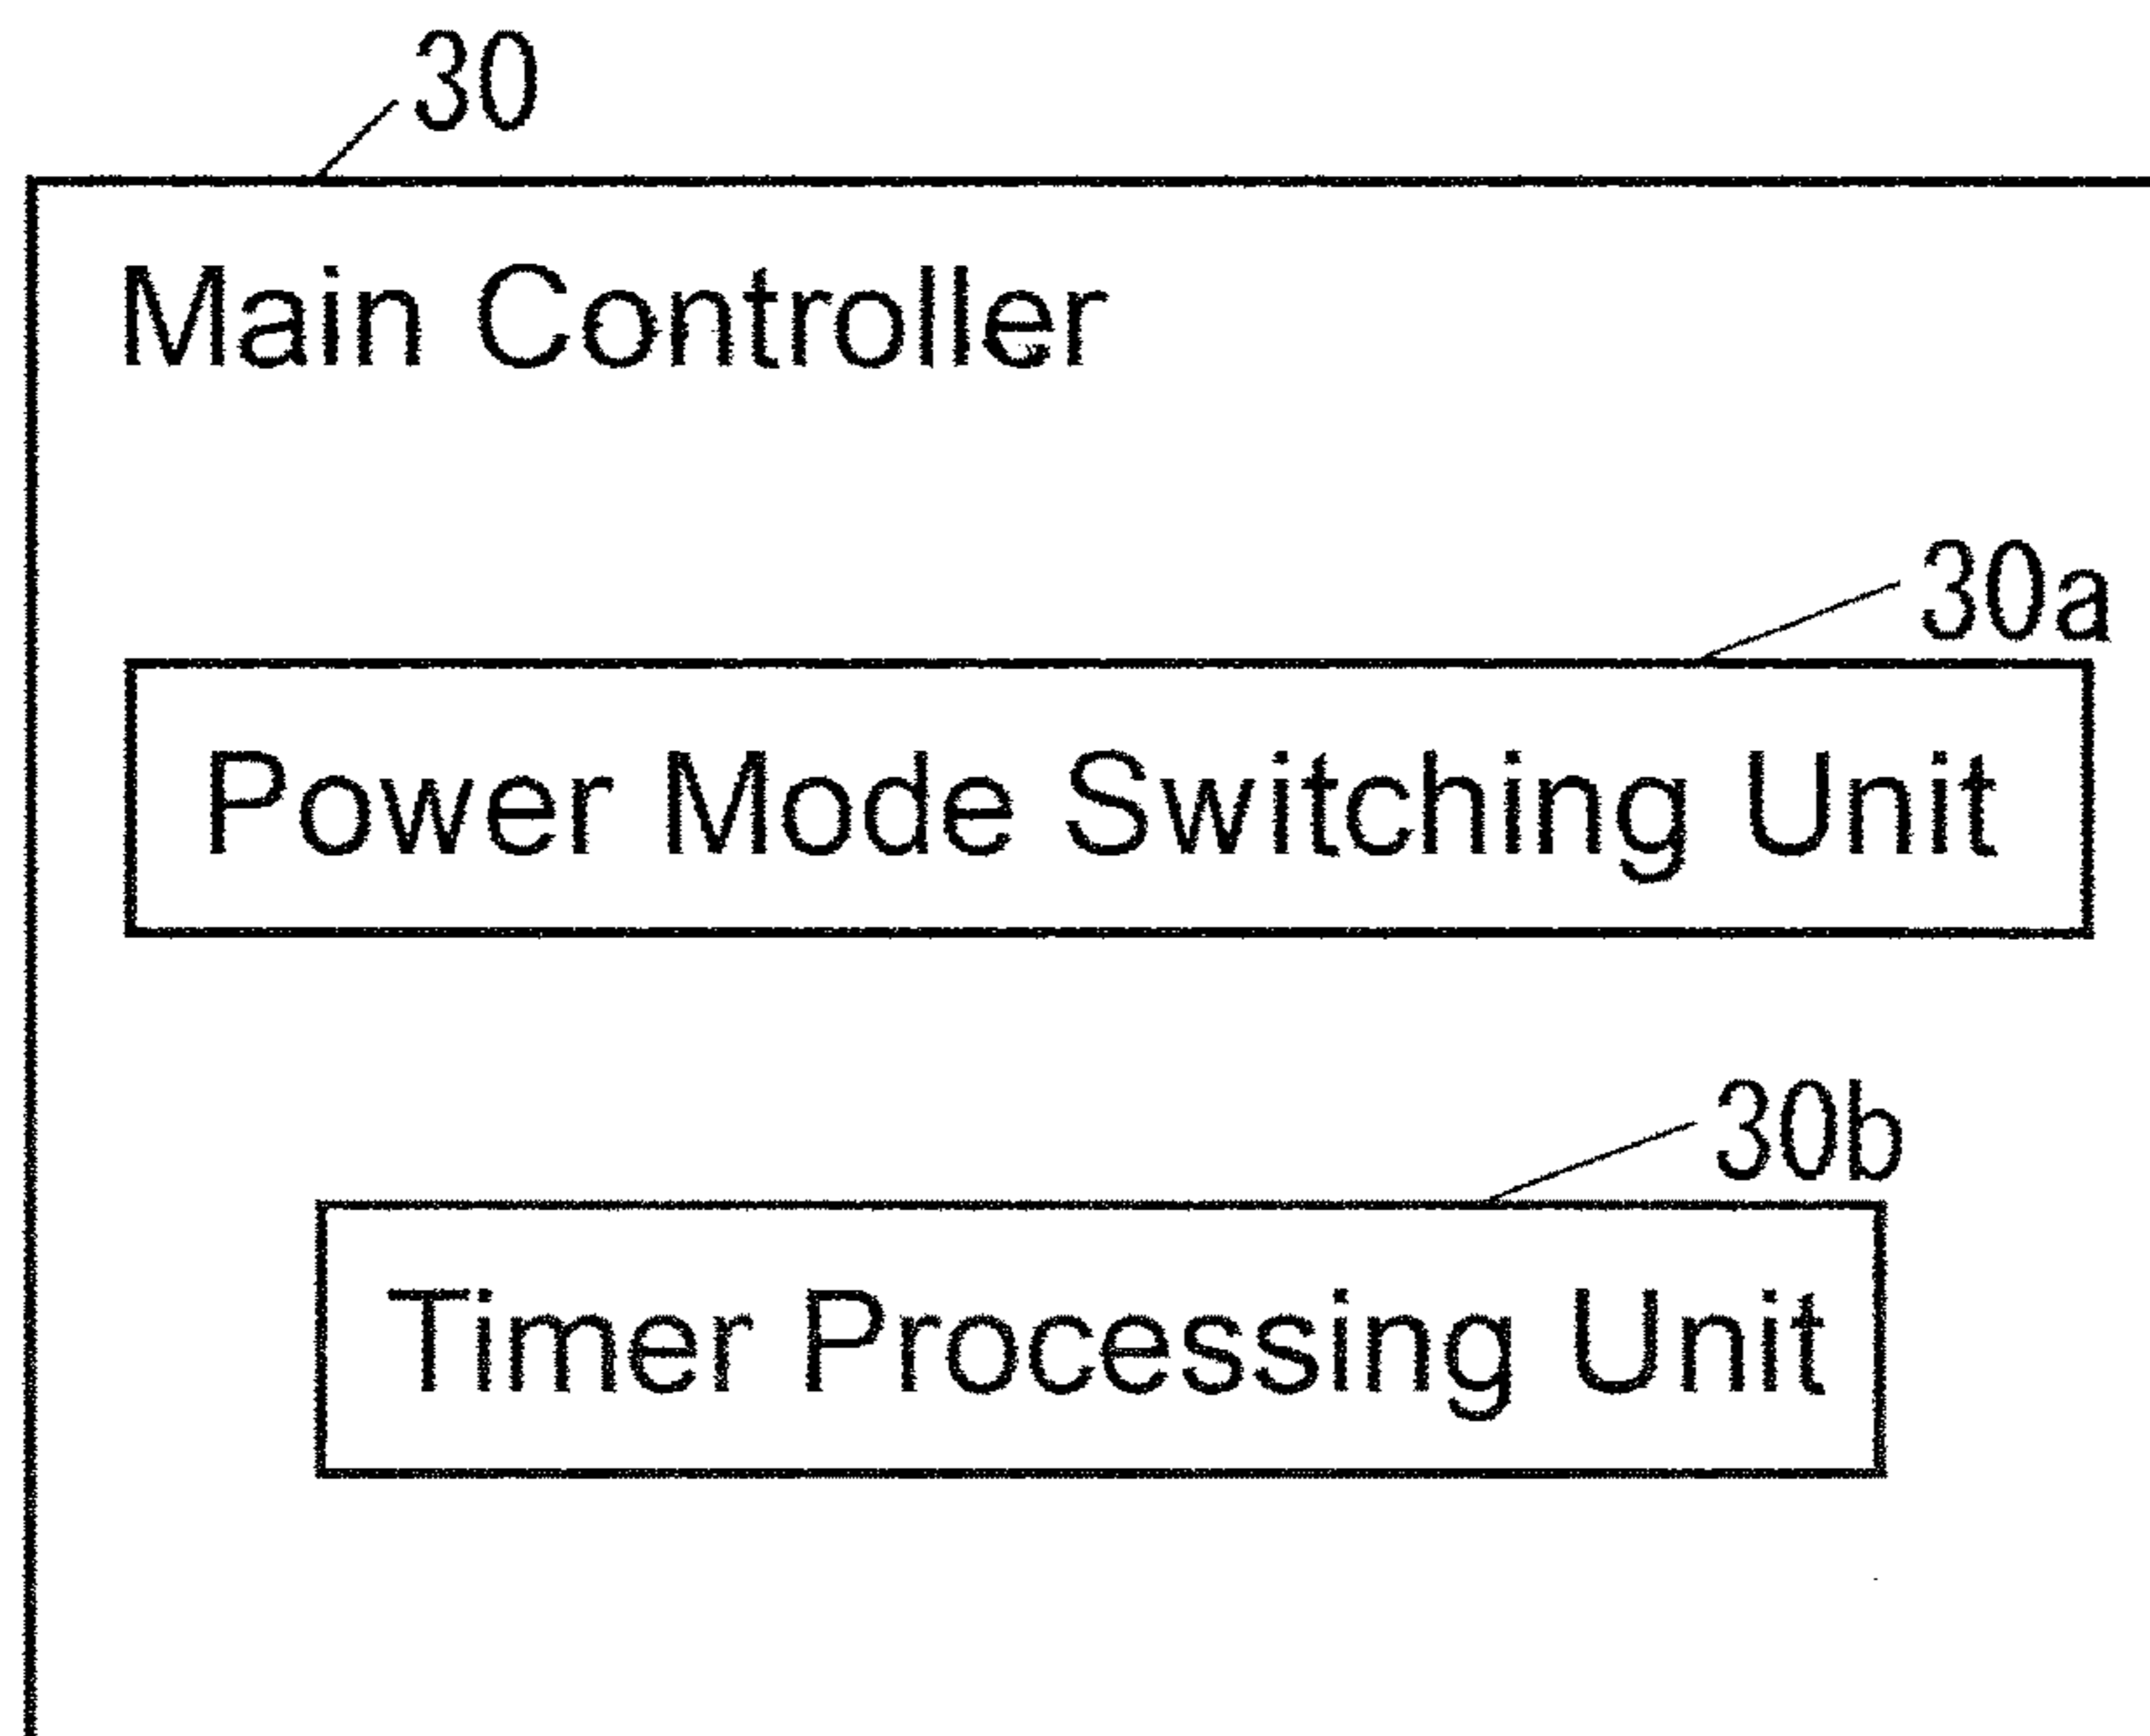 30
Main Controller
30a
Power Mode Switching Unit
30b
Timer Processing Unit